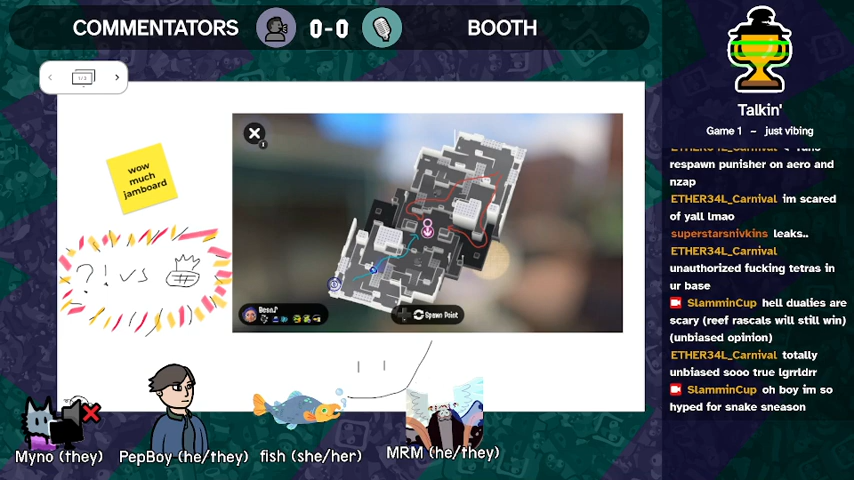 COMMENTATORS
0-0
BOOTH
Talkin'
Game 1 – just vibing
1/3
wow
much
jamboard
? ! vs
Spawn Point
respawn punisher on aero and
nzap
ETHER34L_Carnival im scared
of yall lmao
superstarsnivkins leaks..
ETHER34L_Carnival
unauthorized fucking tetras in
ur base
SlamminCup hell dualies are
scary (reef rascals will still win)
(unbiased opinion)
ETHER34L_Carnival totally
unbiased sooo true lgrrldrr
SlamminCup oh boy im so
hyped for snake sneason
Myno (they)
PepBoy (he/they)
fish (she/her)
MRM (he/they)